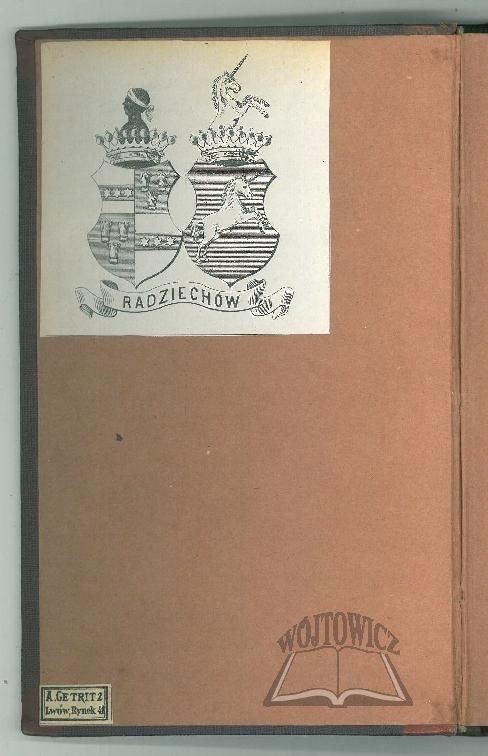 RADZIECHÓW
WÓJTOWICZ
A. GETRITZ
Lwów, Rynek 41